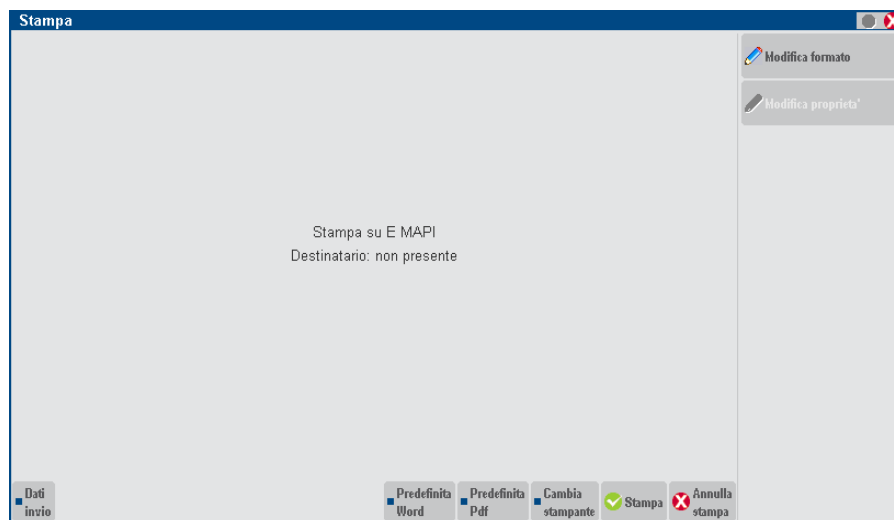 Stampa
Modifica formato
Modifica proprieta'
Stampa su E MAPI
Destinatario: non presente
Dati
invio
Predefinita
Word
Predefinita
Pdf
Cambia
stampante
Stampa
Annulla
stampa